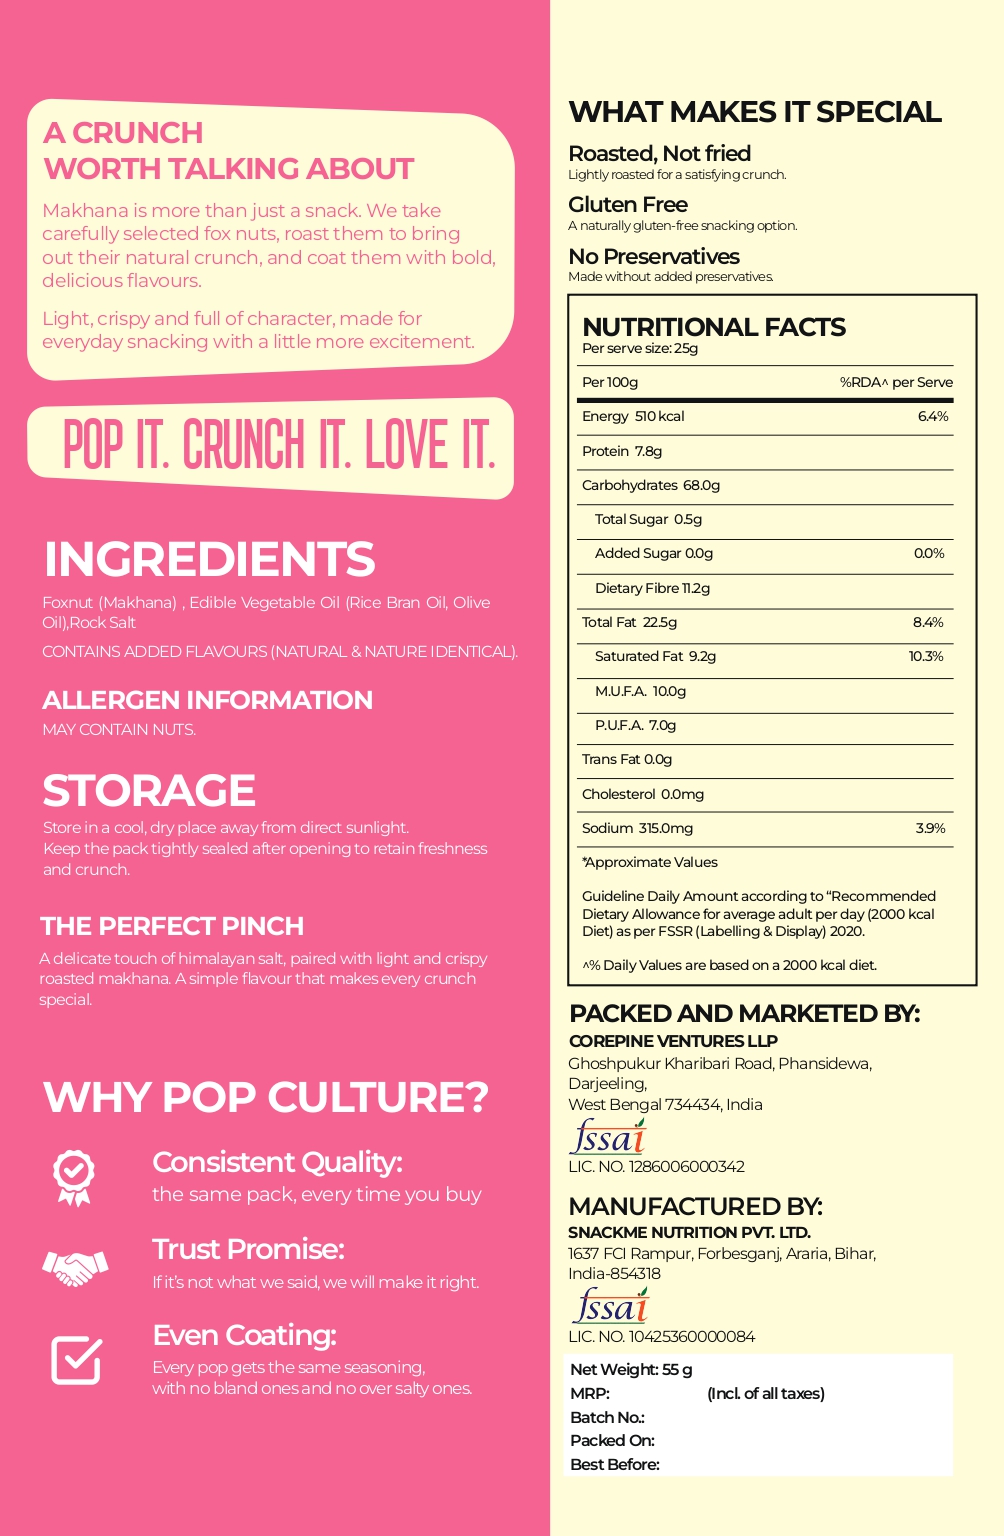 A CRUNCH
WORTH TALKING ABOUT
Makhana is more than just a snack. We take
carefully selected fox nuts, roast them to bring
out their natural crunch, and coat them with bold,
delicious flavours.
Light, crispy and full of character, made for
everyday snacking with a little more excitement.
POP IT. CRUNCH IT. LOVE IT.
INGREDIENTS
Foxnut (Makhana) , Edible Vegetable Oil (Rice Bran Oil, Olive
Oil),Rock Salt
CONTAINS ADDED FLAVOURS (NATURAL & NATURE IDENTICAL).
ALLERGEN INFORMATION
MAY CONTAIN NUTS.
STORAGE
Store in a cool, dry place away from direct sunlight.
Keep the pack tightly sealed after opening to retain freshness
and crunch.
THE PERFECT PINCH
A delicate touch of himalayan salt, paired with light and crispy
roasted makhana. A simple flavour that makes every crunch
special.
WHY POP CULTURE?
Consistent Quality:
the same pack, every time you buy
Trust Promise:
If it's not what we said, we will make it right.
Even Coating:
Every pop gets the same seasoning,
with no bland ones and no over salty ones.
WHAT MAKES IT SPECIAL
Roasted, Not fried
Lightly roasted for a satisfying crunch.
Gluten Free
A naturally gluten-free snacking option.
No Preservatives
Made without added preservatives.
NUTRITIONAL FACTS
Per serve size: 25g
Per 100g %RDA^ per Serve
Energy 510 kcal 6.4%
Protein 7.8g
Carbohydrates 68.0g
Total Sugar 0.5g
Added Sugar 0.0g 0.0%
Dietary Fibre 11.2g
Total Fat 22.5g 8.4%
Saturated Fat 9.2g 10.3%
M.U.F.A. 10.0g
P.U.F.A. 7.0g
Trans Fat 0.0g
Cholesterol 0.0mg
Sodium 315.0mg 3.9%
*Approximate Values
Guideline Daily Amount according to “Recommended
Dietary Allowance for average adult per day (2000 kcal
Diet) as per FSSR (Labelling & Display) 2020.
^% Daily Values are based on a 2000 kcal diet.
PACKED AND MARKETED BY:
COREPINE VENTURES LLP
Ghoshpukur Kharibari Road, Phansidewa,
Darjeeling,
West Bengal 734434, India
fssai
LIC. NO. 1286006000342
MANUFACTURED BY:
SNACKME NUTRITION PVT. LTD.
1637 FCI Rampur, Forbesganj, Araria, Bihar,
India-854318
fssai
LIC. NO. 10425360000084
Net Weight: 55 g
MRP: (Incl. of all taxes)
Batch No.:
Packed On:
Best Before: